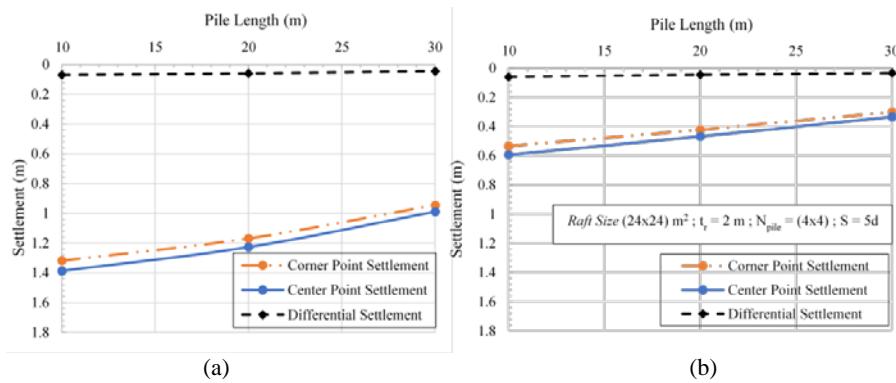 Pile Length (m)
10 15 20 25 30
0
0.2
0.4
0.6
0.8
1
1.2
1.4
1.6
1.8
Settlement (m)
Corner Point Settlement
Center Point Settlement
Differential Settlement
(a)
Pile Length (m)
10 15 20 25 30
0
0.2
0.4
0.6
0.8
1
1.2
1.4
1.6
1.8
Settlement (m)
Raft Size (24x24) m² ; tᵣ = 2 m ; Nₚᵢₗₑ = (4x4) ; S = 5d
Corner Point Settlement
Center Point Settlement
Differential Settlement
(b)